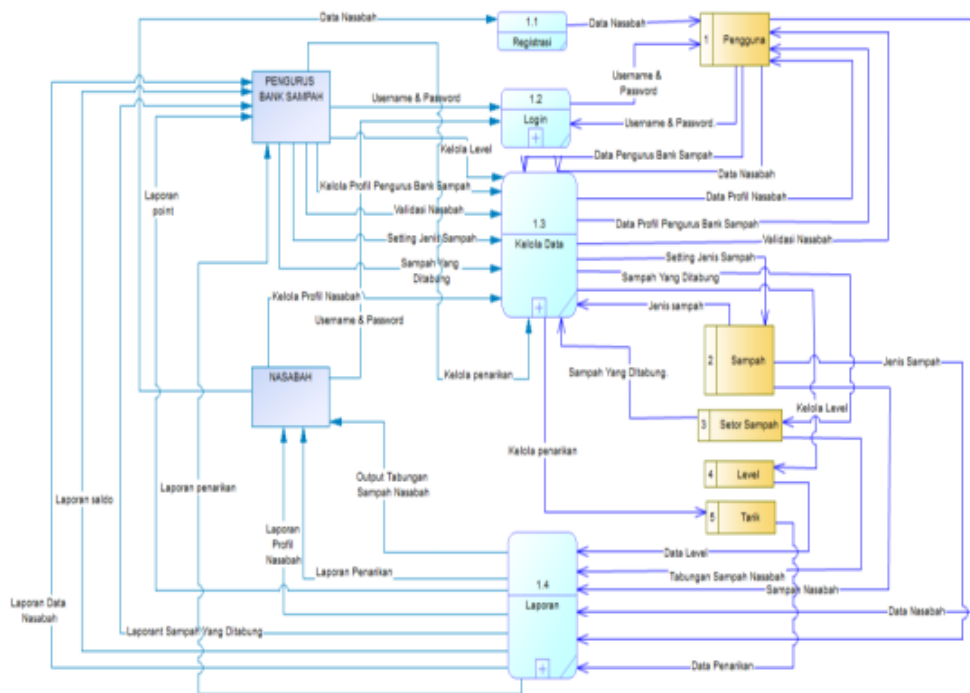 Data Nasabah
1.1
Registrasi
Data Nasabah
1
Pengguna
PENGURUS
BANK SAMPAH
Username & Password
1.2
Login
Username &
Password
Username & Password.
Kelola Level
Data Pengurus Bank Sampah
Data Nasabah
Kelola Profil Pengurus Bank Sampah
Data Profil Nasabah
Laporan
point
Validasi Nasabah
1.3
Kelola Data
Data Profil Pengurus Bank Sampah
Setting Jenis Sampah
Validasi Nasabah
Sampah Yang
Ditabung
Setting Jenis Sampah
Sampah Yang Ditabung
Kelola Profil Nasabah
Jenis sampah
Username & Password
2
Sampah
Jenis Sampah
NASABAH
Kelola penarikan
Sampah Yang Ditabung.
Kelola Level
3
Setor Sampah
Kelola penarikan
4
Level
Laporan saldo
Laporan penarikan
Output Tabungan
Sampah Nasabah
5
Tarik
Laporan
Profil
Nasabah
Data Level
1.4
Laporan
Laporan Penarikan
Tabungan Sampah Nasabah
Sampah Nasabah
Laporan Data
Nasabah
Data Nasabah
Laporant Sampah Yang Ditabung
Data Penarikan